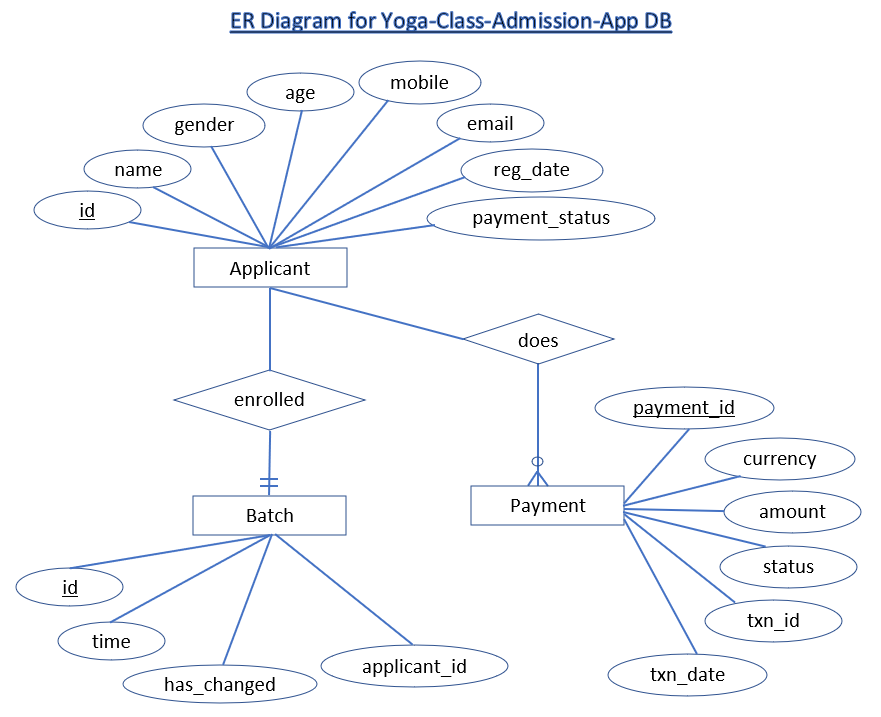 ER Diagram for Yoga-Class-Admission-App DB
mobile
age
gender
email
name
reg_date
id
payment_status
Applicant
does
enrolled
payment_id
currency
Payment
amount
Batch
status
id
txn_id
time
applicant_id
txn_date
has_changed